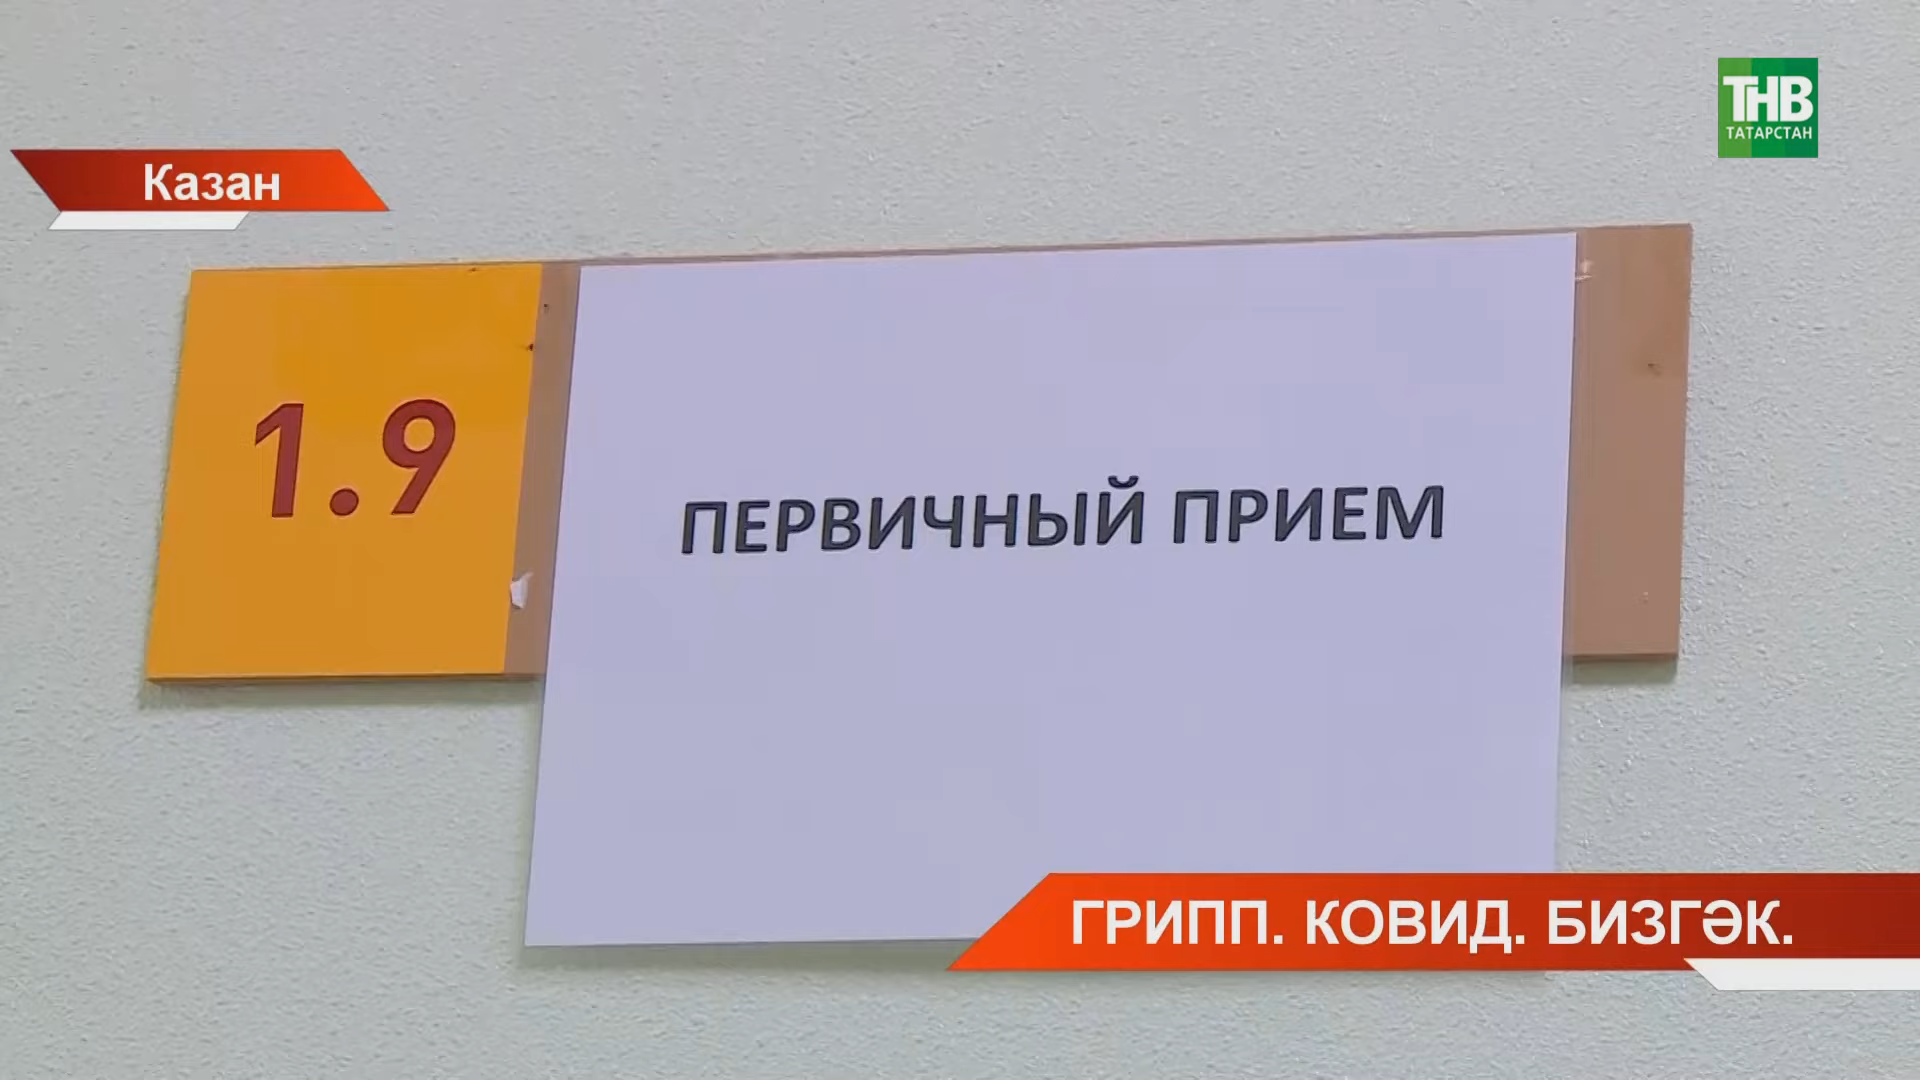 ТНВ
ТАТАРСТАН
Казан
1.9
ПЕРВИЧНЫЙ ПРИЕМ
ГРИПП. КОВИД. БИЗГӘК.